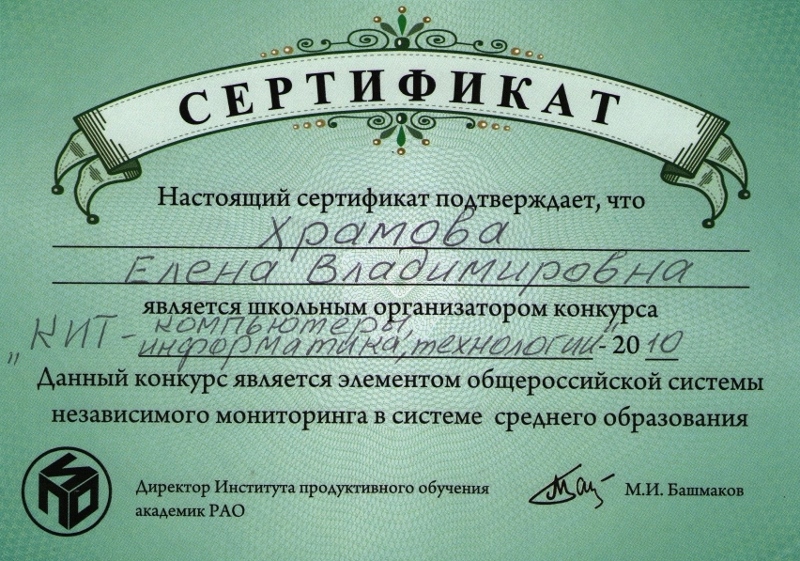 СЕРТИФИКАТ
Настоящий сертификат подтверждает, что
Храмова
Елена Владимировна
является школьным организатором конкурса
„КИТ - компьютеры,
информатика, технологии“ - 2010
Данный конкурс является элементом общероссийской системы
независимого мониторинга в системе среднего образования
ИПО
Директор Института продуктивного обучения
академик РАО
М.И. Башмаков